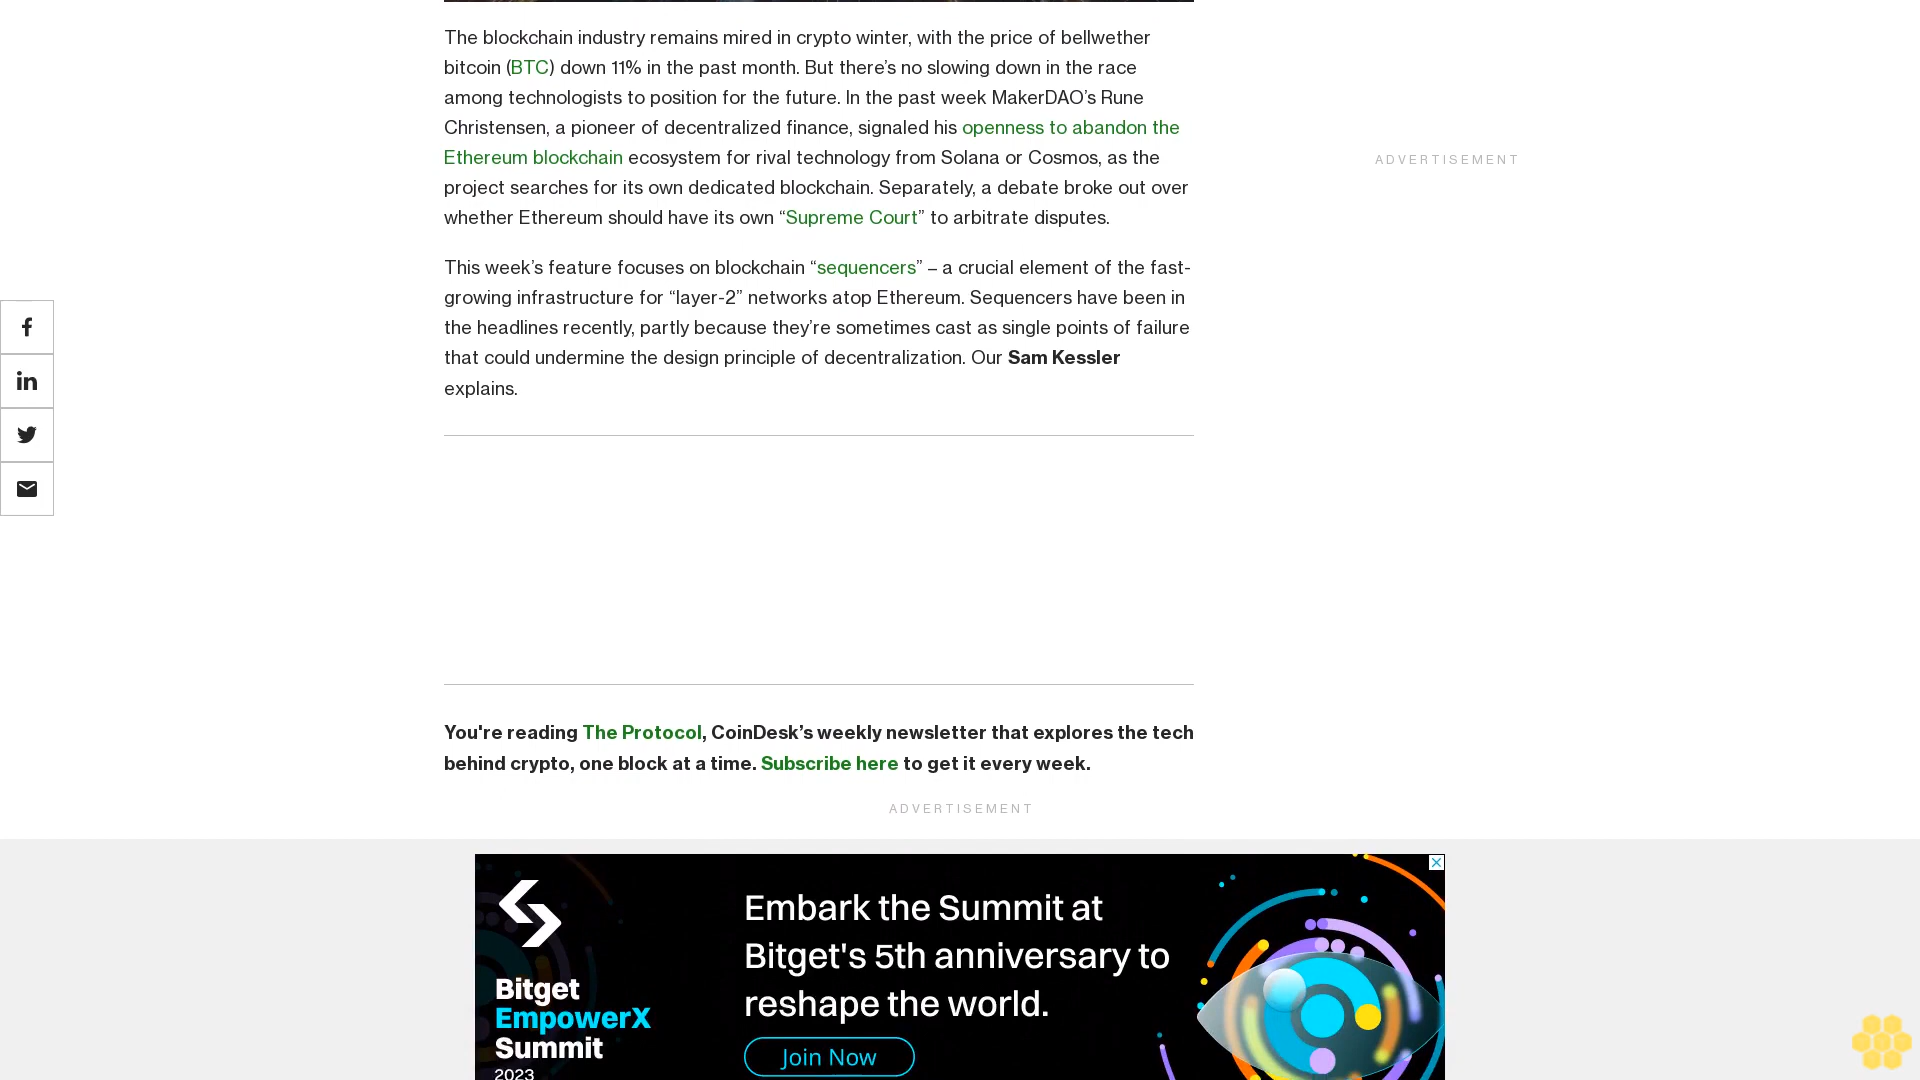 The blockchain industry remains mired in crypto winter, with the price of bellwether
bitcoin (BTC) down 11% in the past month. But there’s no slowing down in the race
among technologists to position for the future. In the past week MakerDAO’s Rune
Christensen, a pioneer of decentralized finance, signaled his openness to abandon the
Ethereum blockchain ecosystem for rival technology from Solana or Cosmos, as the
project searches for its own dedicated blockchain. Separately, a debate broke out over
whether Ethereum should have its own “Supreme Court” to arbitrate disputes.
ADVERTISEMENT
This week’s feature focuses on blockchain “sequencers” – a crucial element of the fast-
growing infrastructure for “layer-2” networks atop Ethereum. Sequencers have been in
the headlines recently, partly because they’re sometimes cast as single points of failure
that could undermine the design principle of decentralization. Our Sam Kessler
explains.
You're reading The Protocol, CoinDesk’s weekly newsletter that explores the tech
behind crypto, one block at a time. Subscribe here to get it every week.
ADVERTISEMENT
Bitget
EmpowerX
Summit
2023
Embark the Summit at
Bitget's 5th anniversary to
reshape the world.
Join Now